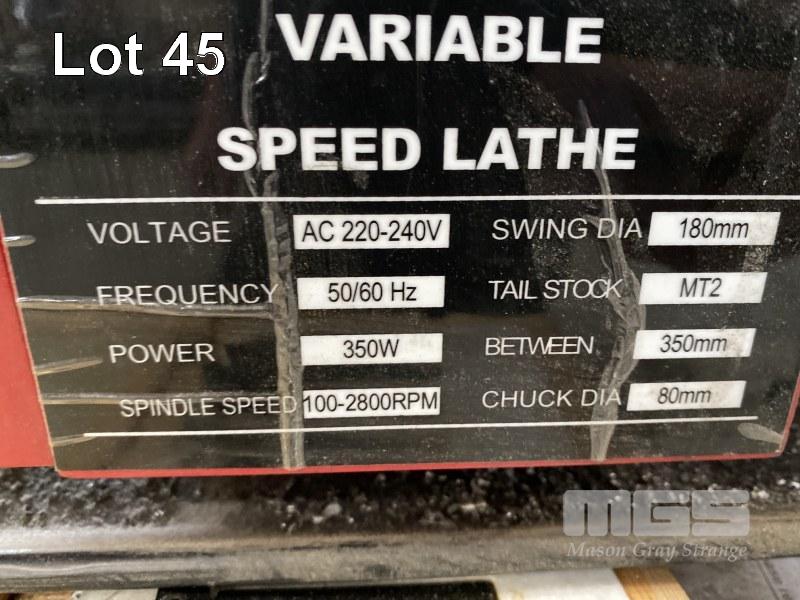 Lot 45
VARIABLE
SPEED LATHE
VOLTAGE AC 220-240V SWING DIA 180mm
FREQUENCY 50/60 Hz TAIL STOCK MT2
POWER 350W BETWEEN 350mm
SPINDLE SPEED 100-2800RPM CHUCK DIA 80mm
MGS
Mason Gray Strange